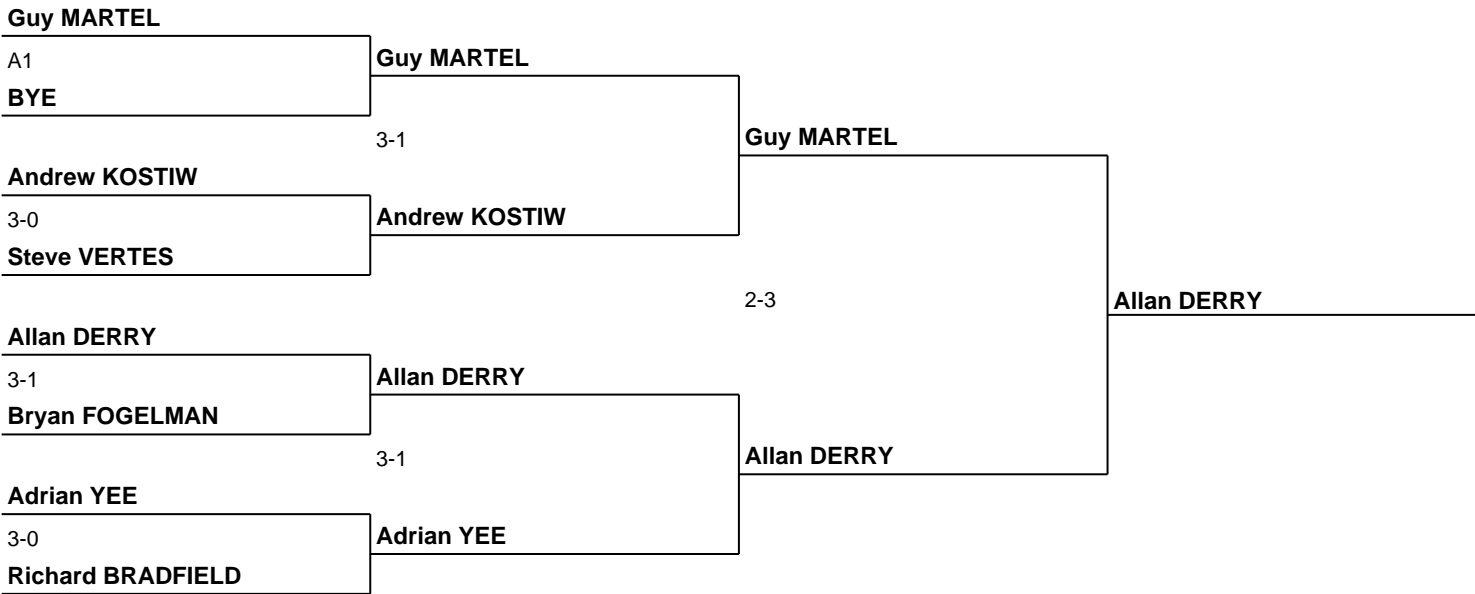 Guy MARTEL
A1
BYE
Guy MARTEL
3-1
Andrew KOSTIW
3-0
Steve VERTES
Andrew KOSTIW
Guy MARTEL
2-3
Allan DERRY
Allan DERRY
3-1
Bryan FOGELMAN
Allan DERRY
3-1
Adrian YEE
3-0
Richard BRADFIELD
Adrian YEE
Allan DERRY